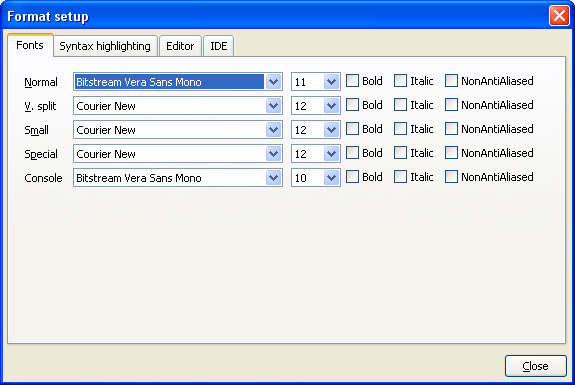 Format setup
Fonts Syntax highlighting Editor IDE
Normal Bitstream Vera Sans Mono 11 Bold Italic NonAntiAliased
V. split Courier New 12 Bold Italic NonAntiAliased
Small Courier New 12 Bold Italic NonAntiAliased
Special Courier New 12 Bold Italic NonAntiAliased
Console Bitstream Vera Sans Mono 10 Bold Italic NonAntiAliased
Close